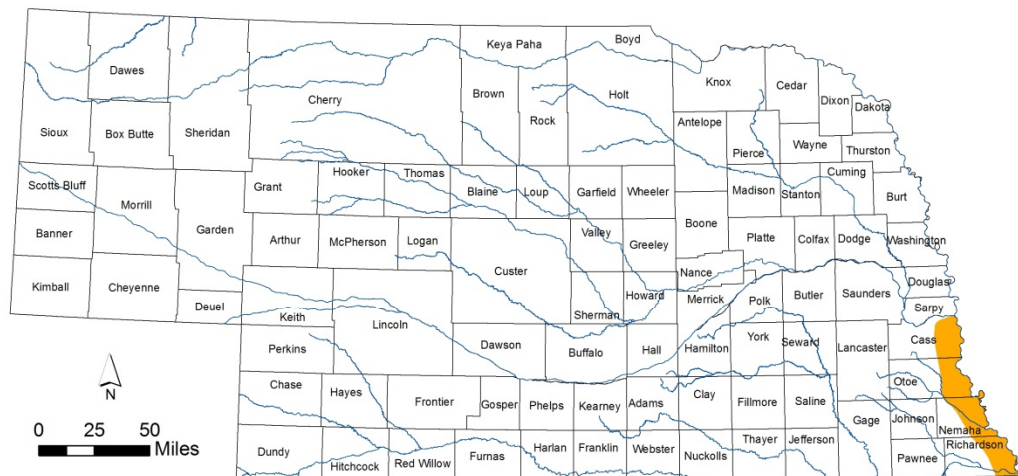 Keya Paha
Boyd
Dawes
Cherry
Brown
Rock
Holt
Knox
Cedar
Dixon
Dakota
Sioux
Box Butte
Sheridan
Antelope
Pierce
Wayne
Thurston
Scotts Bluff
Morrill
Grant
Hooker
Thomas
Blaine
Loup
Garfield
Wheeler
Madison
Stanton
Cuming
Burt
Banner
Garden
Arthur
McPherson
Logan
Custer
Valley
Greeley
Boone
Platte
Colfax
Dodge
Washington
Kimball
Cheyenne
Deuel
Keith
Lincoln
Sherman
Howard
Nance
Merrick
Polk
Butler
Saunders
Douglas
Sarpy
Perkins
Dawson
Buffalo
Hall
Hamilton
York
Seward
Lancaster
Cass
Chase
Hayes
Frontier
Gosper
Phelps
Kearney
Adams
Clay
Fillmore
Saline
Otoe
Gage
Johnson
Nemaha
Dundy
Hitchcock
Red Willow
Furnas
Harlan
Franklin
Webster
Nuckolls
Thayer
Jefferson
Pawnee
Richardson
N
0 25 50
Miles